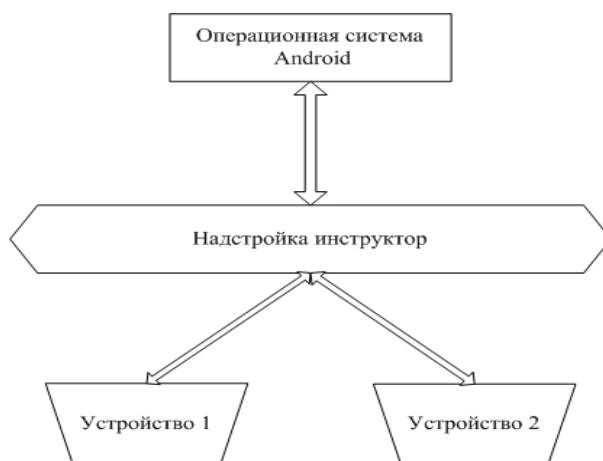 Операционная система
Android
Надстройка инструктор
Устройство 1
Устройство 2